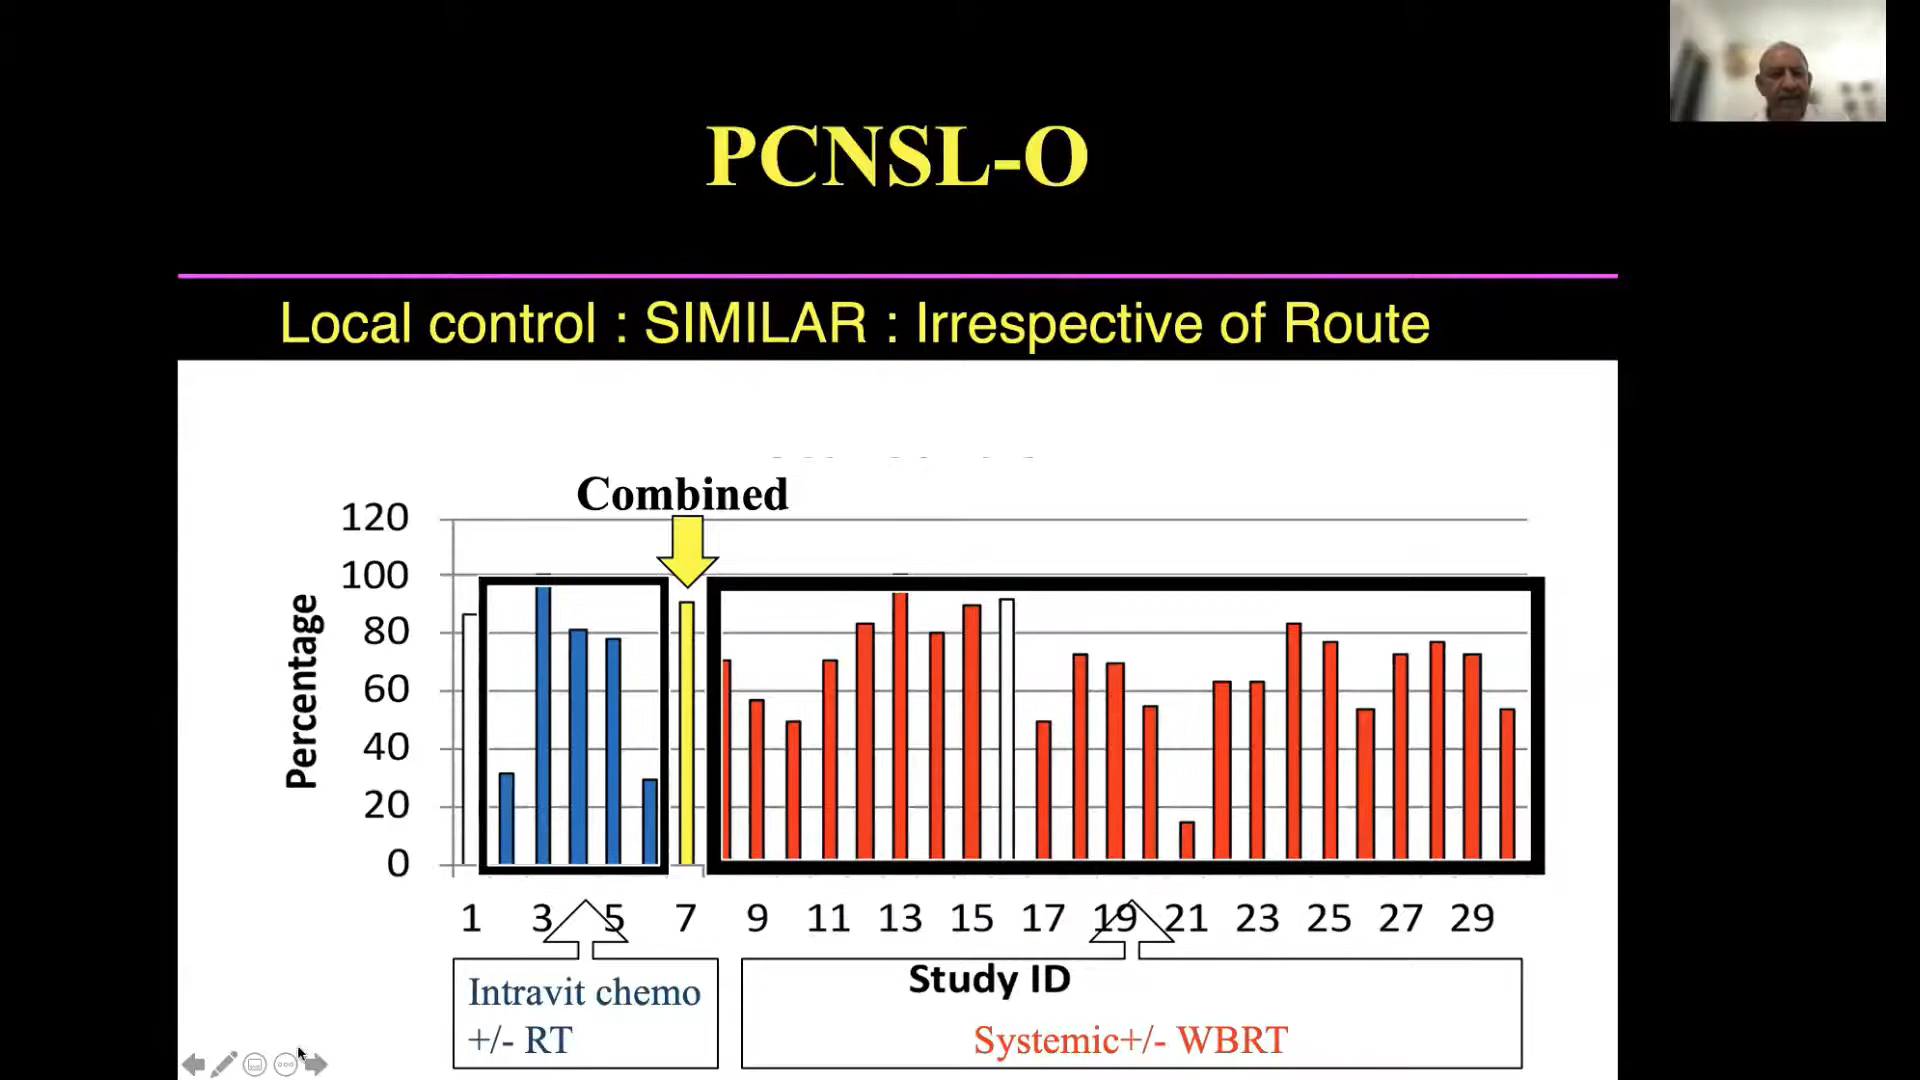 PCNSL-O
Local control : SIMILAR : Irrespective of Route
Combined
120
100
80
60
40
20
0
Percentage
1 3 5 7 9 11 13 15 17 19 21 23 25 27 29
Study ID
Intravit chemo
+/- RT
Systemic+/- WBRT